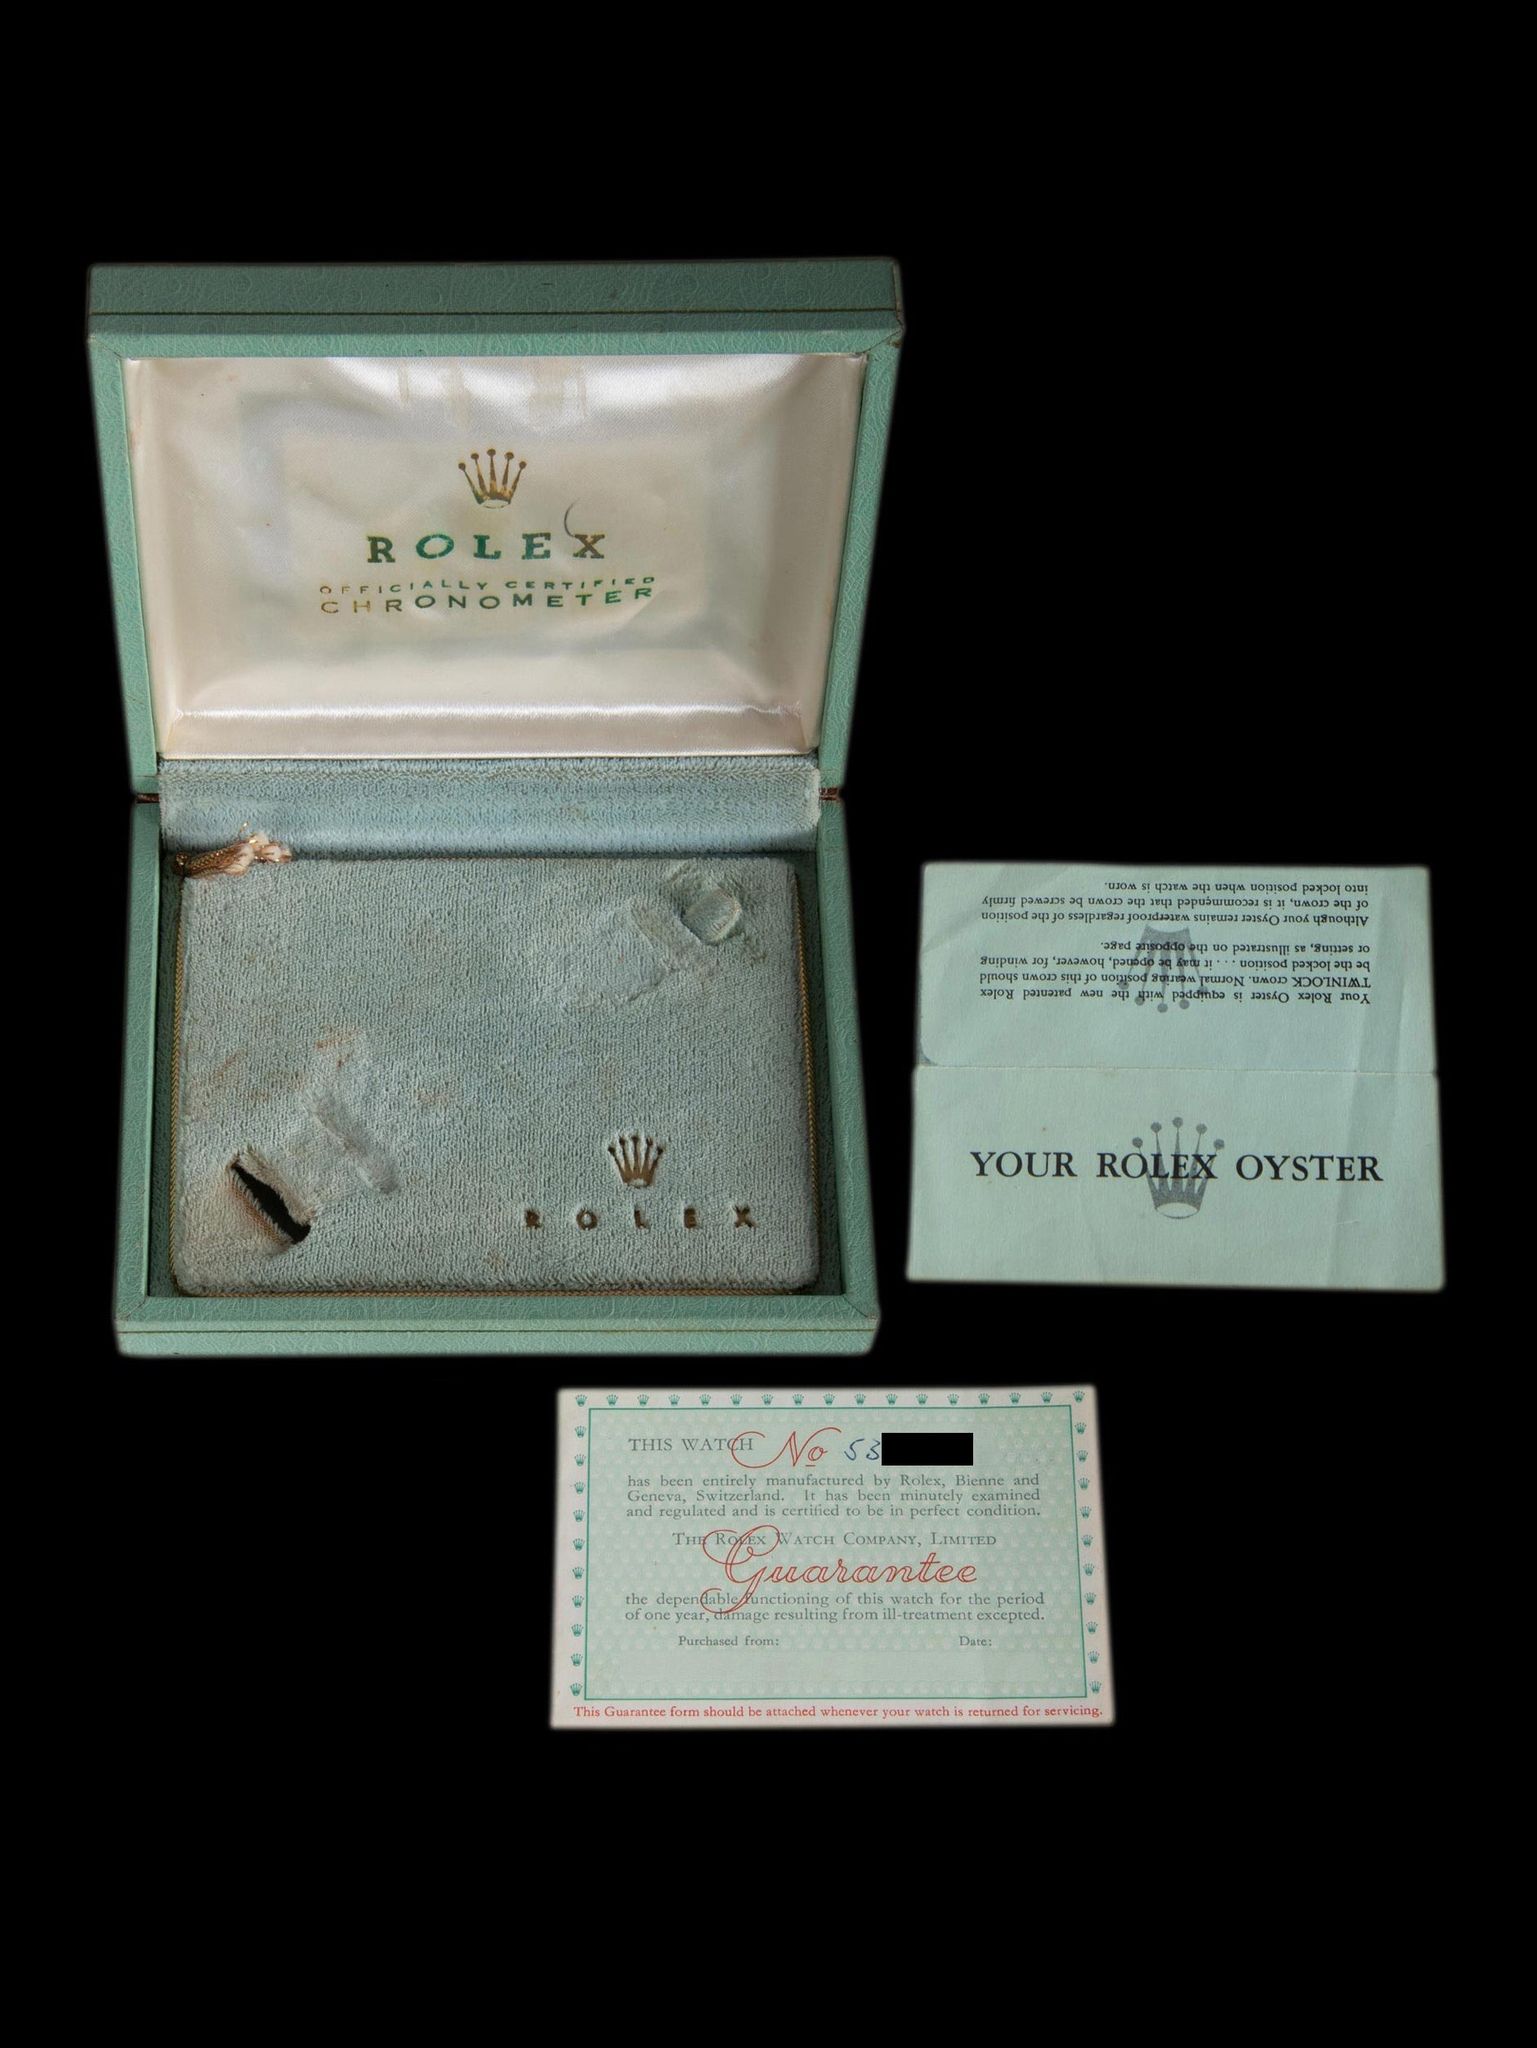 ROLEX
OFFICIALLY CERTIFIED
CHRONOMETER
ROLEX
Your Rolex Oyster is equipped with the new patented Rolex
TWINLOCK crown. Normal wearing position of this crown should
be the locked position . . . it may be opened, however, for winding
or setting, as illustrated on the opposite page.
Although your Oyster remains waterproof regardless of the position
of the crown, it is recommended that the crown be screwed firmly
into locked position when the watch is worn.
YOUR ROLEX OYSTER
THIS WATCH No 53
has been entirely manufactured by Rolex, Bienne and
Geneva, Switzerland. It has been minutely examined
and regulated and is certified to be in perfect condition.
THE ROLEX WATCH COMPANY, LIMITED
Guarantee
the dependable functioning of this watch for the period
of one year, damage resulting from ill-treatment excepted.
Purchased from: Date:
This Guarantee form should be attached whenever your watch is returned for servicing.